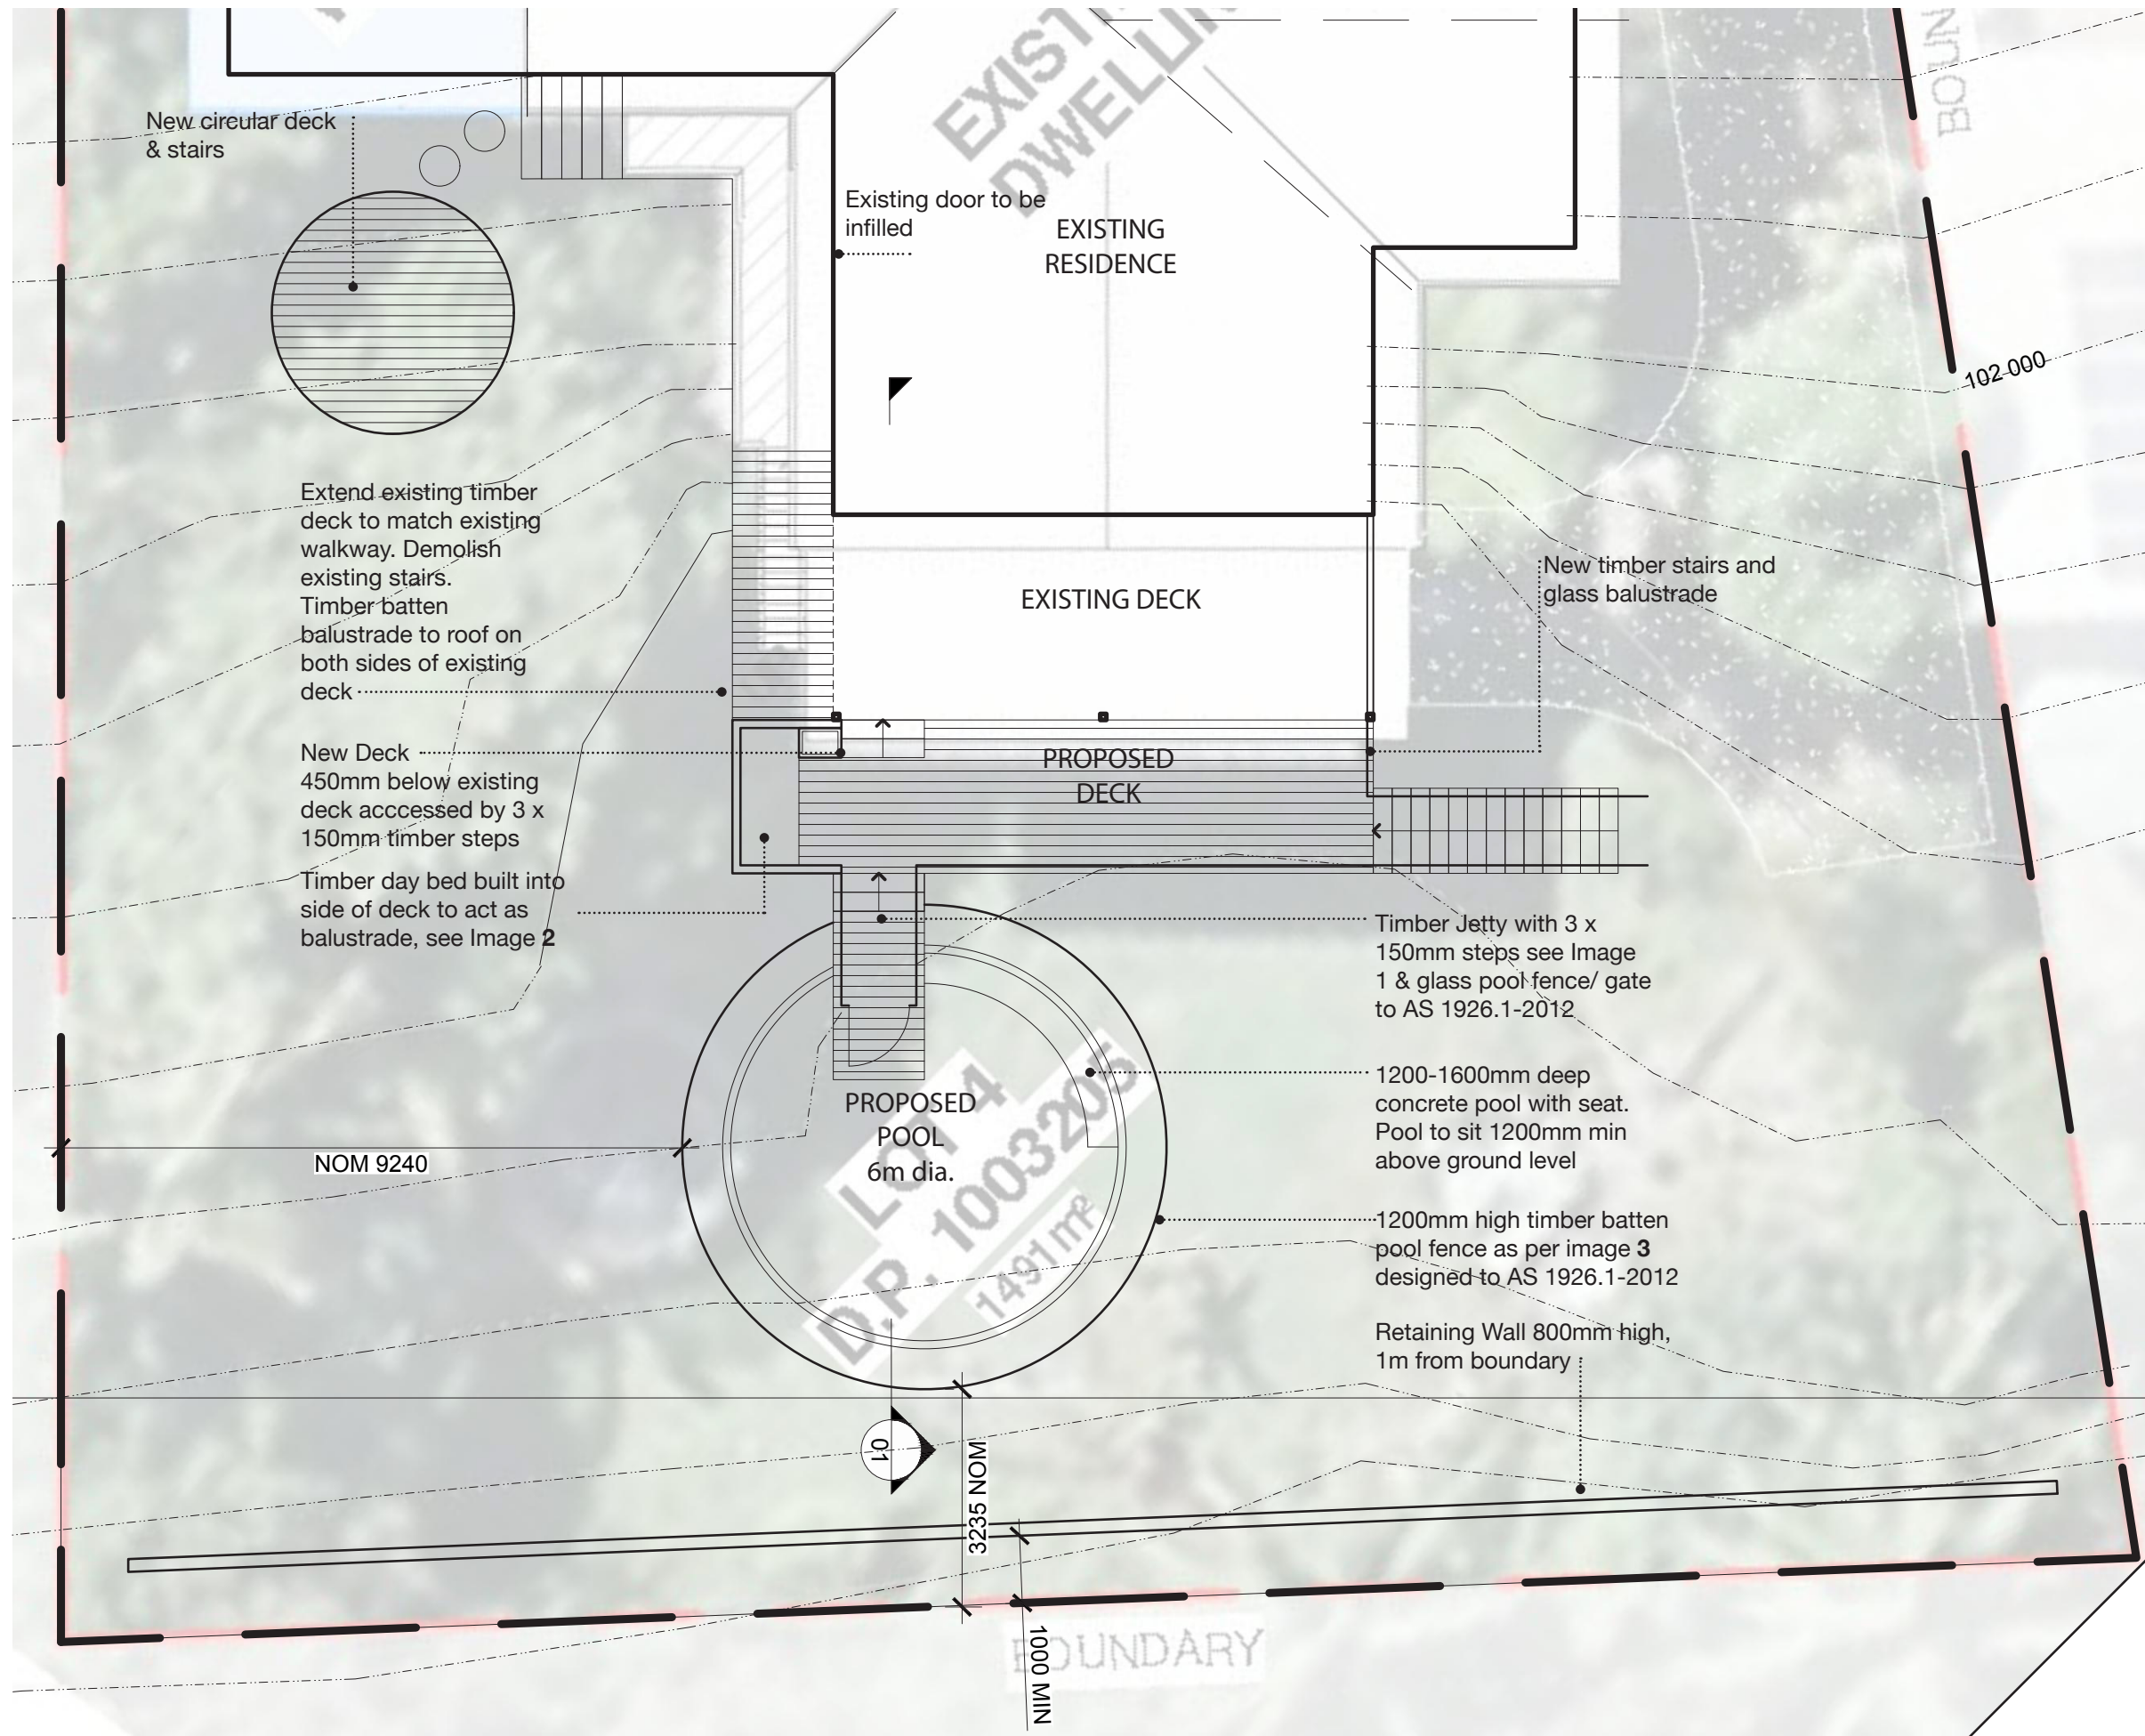 EXISTING
RESIDENCE
EXISTING DECK
PROPOSED
DECK
PROPOSED
POOL
6m dia.
New circular deck
& stairs
Existing door to be
infilled
Extend existing timber
deck to match existing
walkway. Demolish
existing stairs.
Timber batten
balustrade to roof on
both sides of existing
deck
New Deck
450mm below existing
deck acccessed by 3 x
150mm timber steps
Timber day bed built into
side of deck to act as
balustrade, see Image 2
New timber stairs and
glass balustrade
Timber Jetty with 3 x
150mm steps see Image
1 & glass pool fence/ gate
to AS 1926.1-2012
1200-1600mm deep
concrete pool with seat.
Pool to sit 1200mm min
above ground level
1200mm high timber batten
pool fence as per image 3
designed to AS 1926.1-2012
Retaining Wall 800mm high,
1m from boundary
102 000
NOM 9240
3235 NOM
1000 MIN
01
LOT 4
D.P. 1003205
1491m²
BOUNDARY